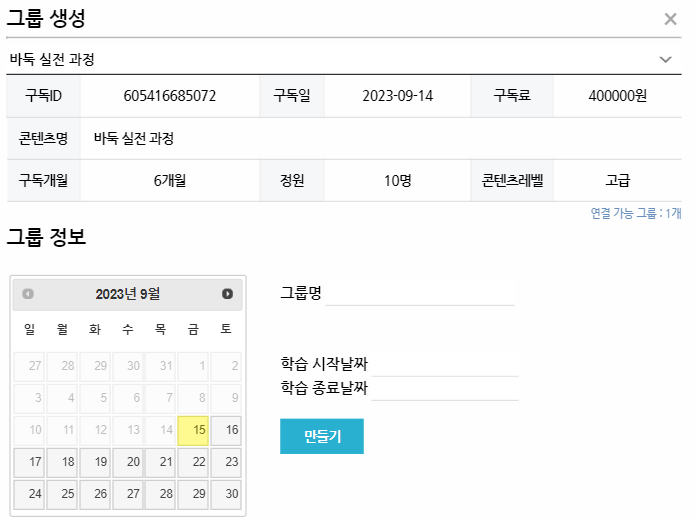 그룹 생성
바둑 실전 과정
구독ID 605416685072 구독일 2023-09-14 구독료 400000원
콘텐츠명 바둑 실전 과정
구독개월 6개월 정원 10명 콘텐츠레벨 고급
연결 가능 그룹 : 1개
그룹 정보
2023년 9월
일 월 화 수 목 금 토
27 28 29 30 31 1 2
3 4 5 6 7 8 9
10 11 12 13 14 15 16
17 18 19 20 21 22 23
24 25 26 27 28 29 30
그룹명
학습 시작날짜
학습 종료날짜
만들기